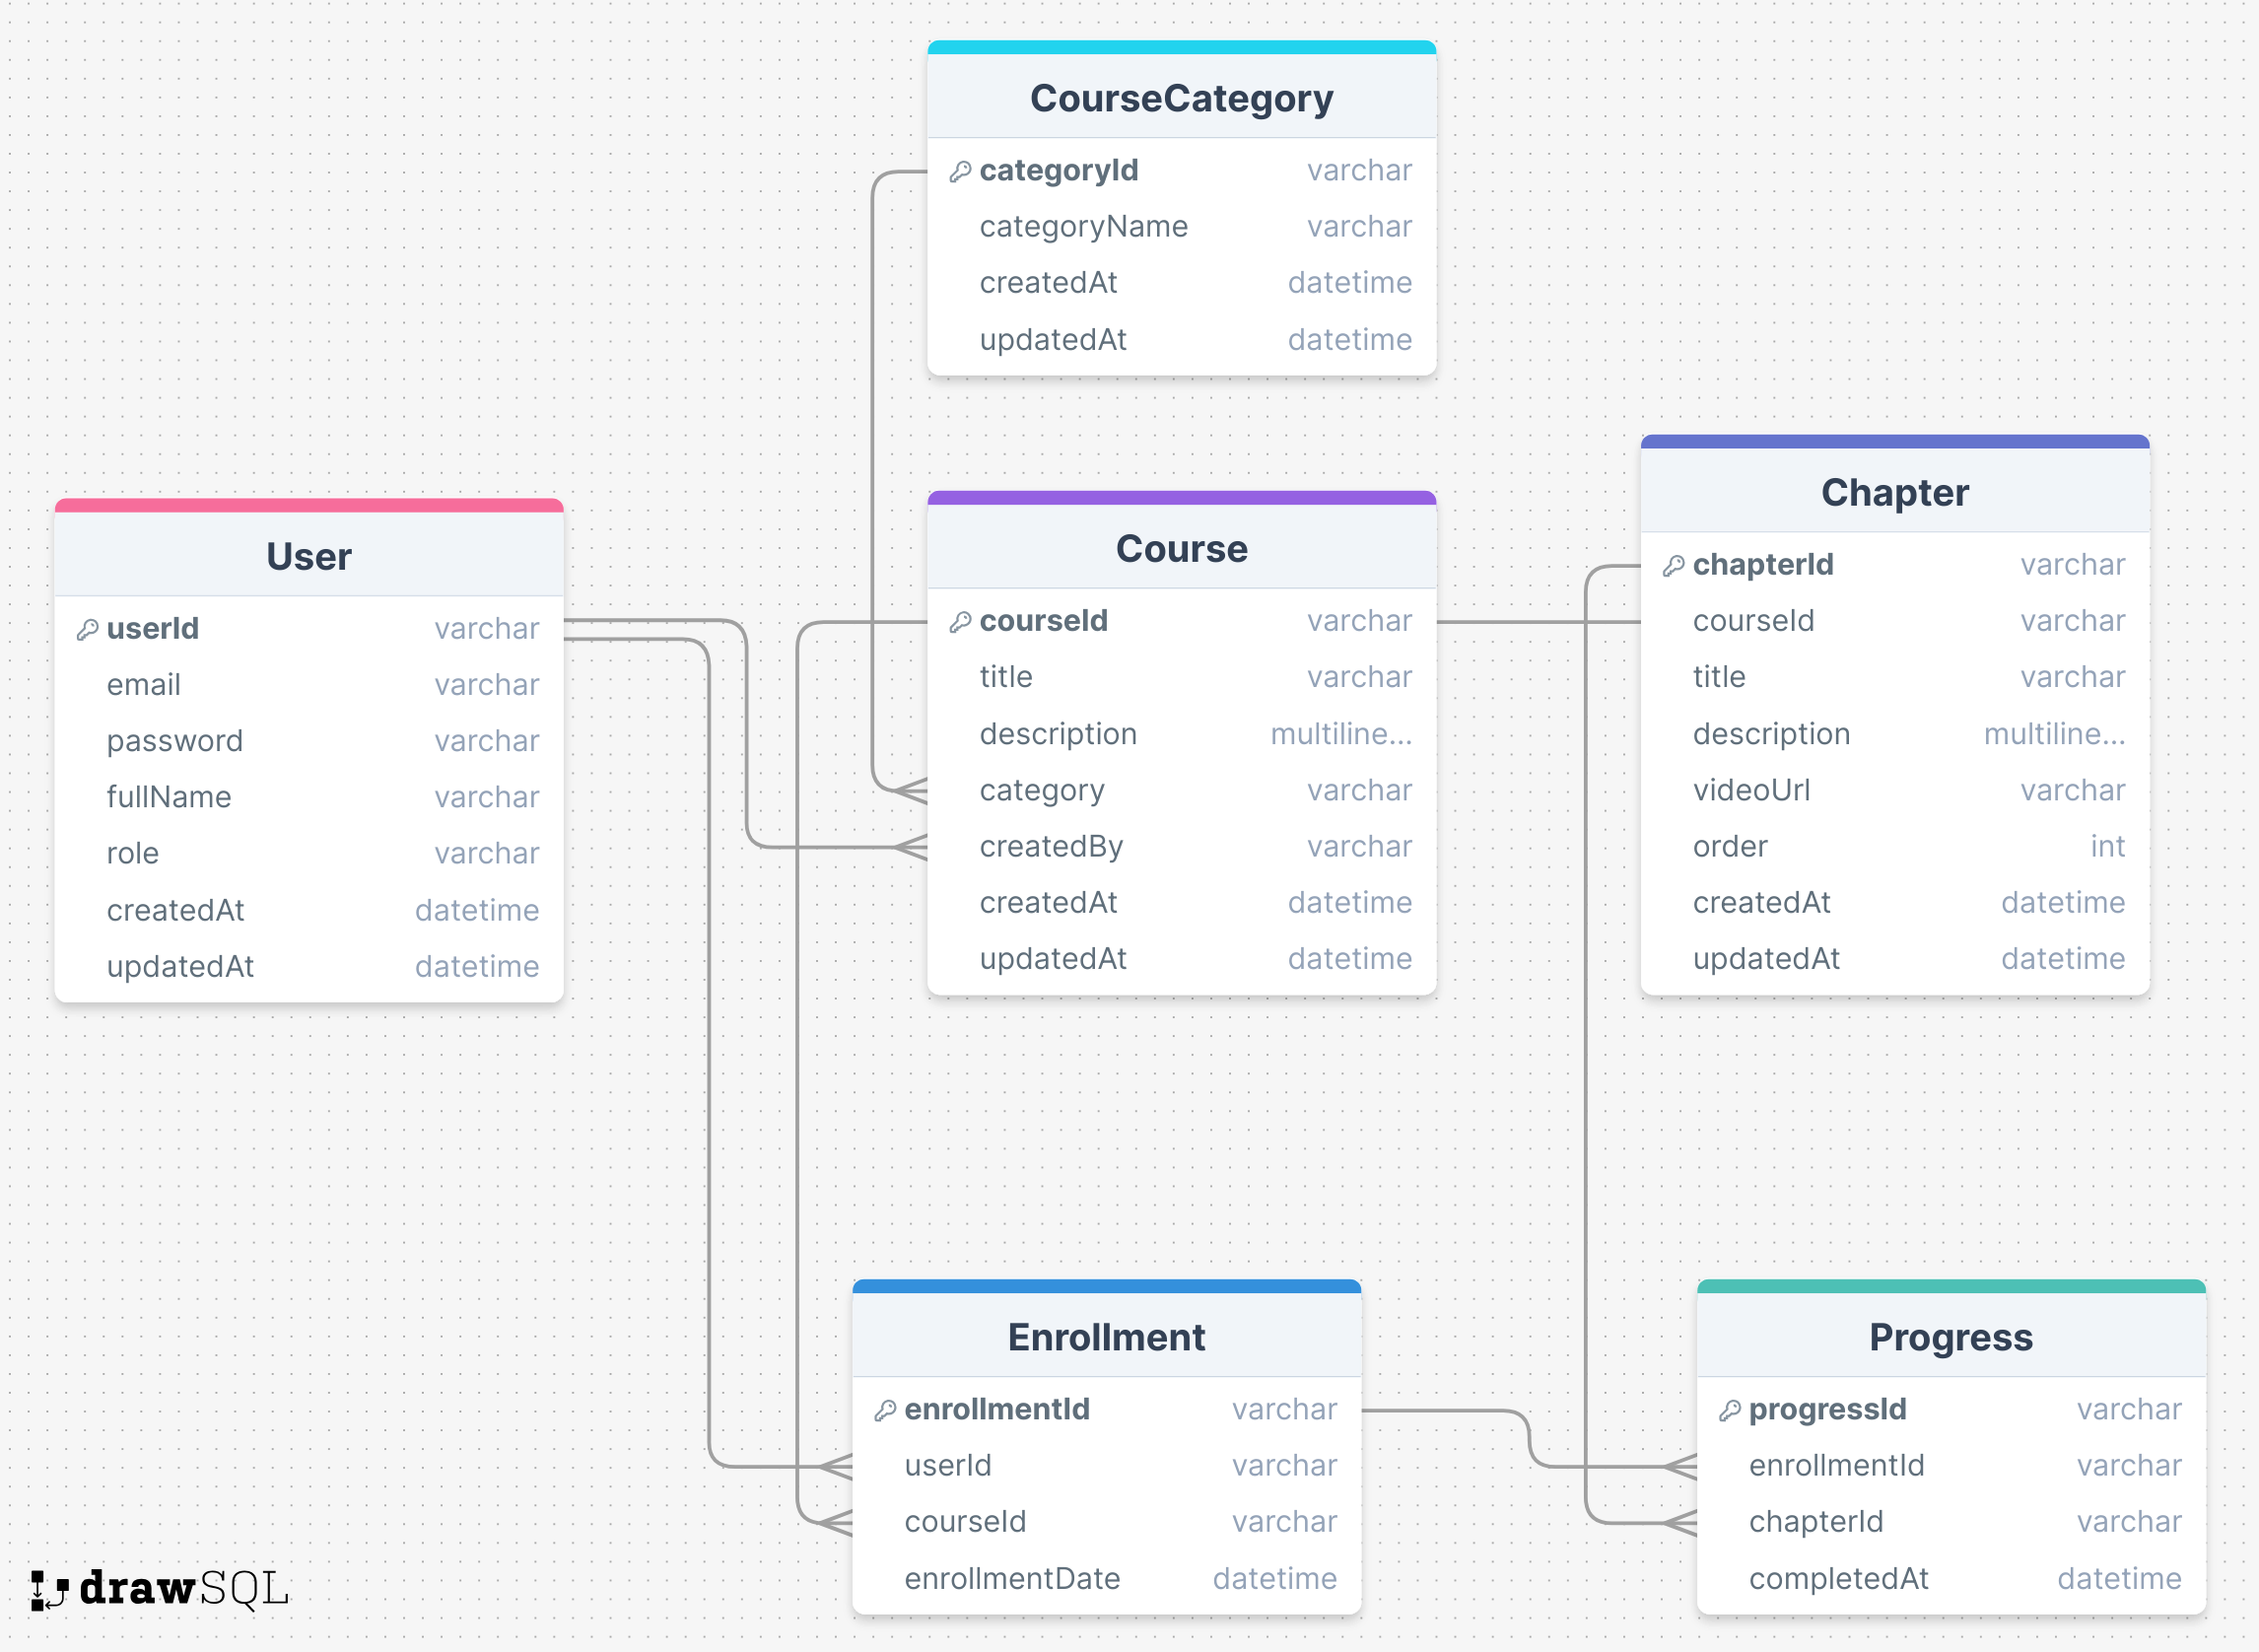 CourseCategory
categoryId varchar
categoryName varchar
createdAt datetime
updatedAt datetime
User
userId varchar
email varchar
password varchar
fullName varchar
role varchar
createdAt datetime
updatedAt datetime
Course
courseId varchar
title varchar
description multiline...
category varchar
createdBy varchar
createdAt datetime
updatedAt datetime
Chapter
chapterId varchar
courseId varchar
title varchar
description multiline...
videoUrl varchar
order int
createdAt datetime
updatedAt datetime
Enrollment
enrollmentId varchar
userId varchar
courseId varchar
enrollmentDate datetime
Progress
progressId varchar
enrollmentId varchar
chapterId varchar
completedAt datetime
drawSQL